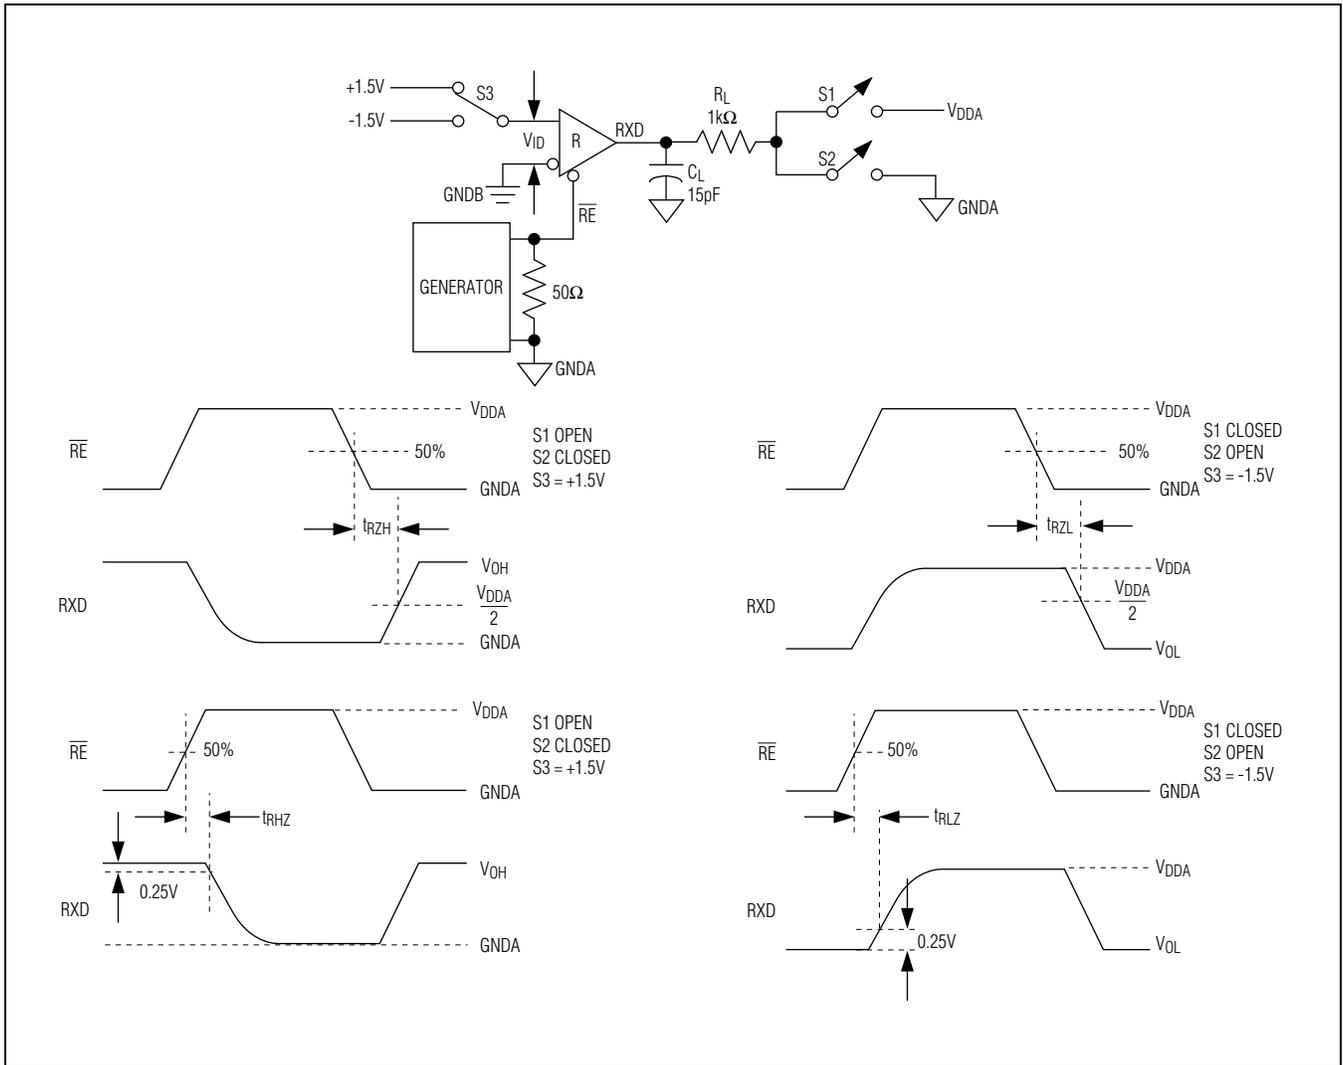 +1.5V
S3
-1.5V
VID
R
RXD
GNDB
RE
GENERATOR
50Ω
GNDA
CL
15pF
RL
1kΩ
S1
VDDA
S2
GNDA
RE
VDDA
50%
GNDA
S1 OPEN
S2 CLOSED
S3 = +1.5V
tRZH
RXD
VOH
VDDA
2
GNDA
RE
VDDA
50%
GNDA
S1 CLOSED
S2 OPEN
S3 = -1.5V
tRZL
RXD
VDDA
VDDA
2
VOL
RE
VDDA
50%
GNDA
S1 OPEN
S2 CLOSED
S3 = +1.5V
tRHZ
RXD
0.25V
VOH
GNDA
RE
VDDA
50%
GNDA
S1 CLOSED
S2 OPEN
S3 = -1.5V
tRLZ
RXD
VDDA
0.25V
VOL